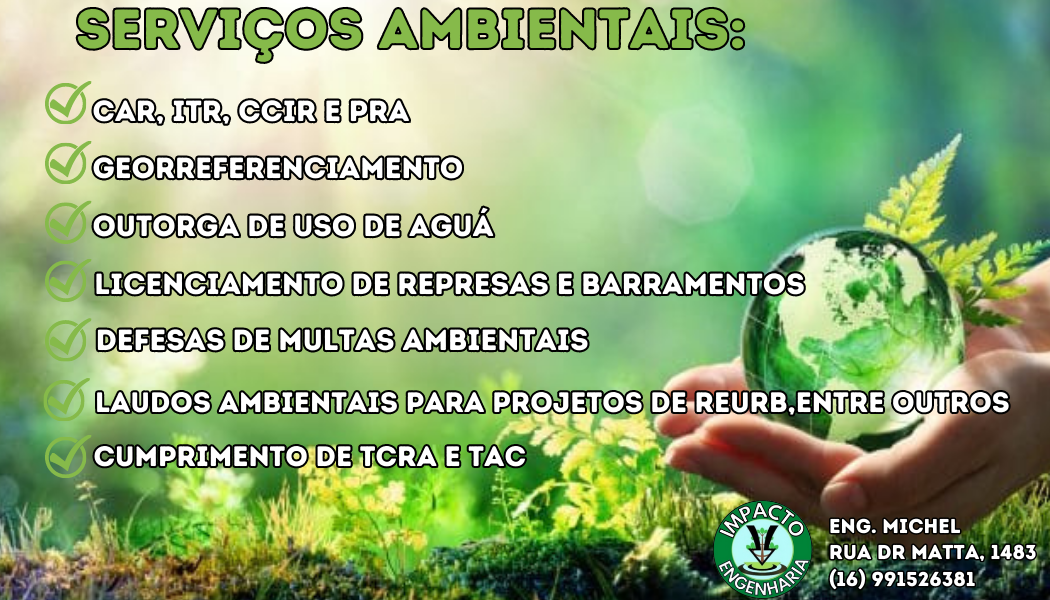 SERVIÇOS AMBIENTAIS:
CAR, ITR, CCIR E PRA
GEORREFERENCIAMENTO
OUTORGA DE USO DE AGUÁ
LICENCIAMENTO DE REPRESAS E BARRAMENTOS
DEFESAS DE MULTAS AMBIENTAIS
LAUDOS AMBIENTAIS PARA PROJETOS DE REURB,ENTRE OUTROS
CUMPRIMENTO DE TCRA E TAC
IMPACTO
ENGENHARIA
ENG. MICHEL
RUA DR MATTA, 1483
(16) 991526381